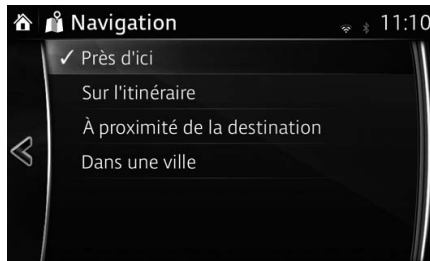 Navigation 11:10
Près d'ici
Sur l'itinéraire
À proximité de la destination
Dans une ville